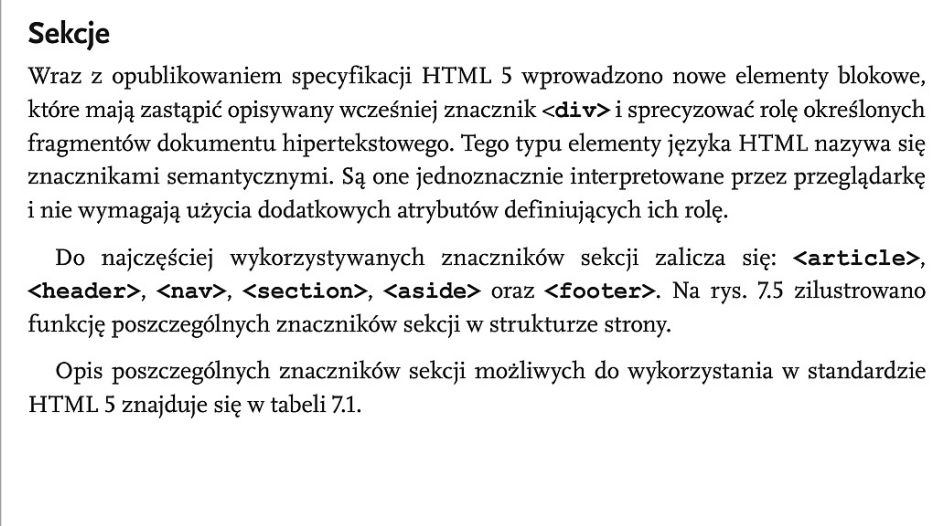 Sekcje
Wraz z opublikowaniem specyfikacji HTML 5 wprowadzono nowe elementy blokowe,
które mają zastąpić opisywany wcześniej znacznik <div> i sprecyzować rolę określonych
fragmentów dokumentu hipertekstowego. Tego typu elementy języka HTML nazywa się
znacznikami semantycznymi. Są one jednoznacznie interpretowane przez przeglądarkę
i nie wymagają użycia dodatkowych atrybutów definiujących ich rolę.
Do najczęściej wykorzystywanych znaczników sekcji zalicza się: <article>,
<header>, <nav>, <section>, <aside> oraz <footer>. Na rys. 7.5 zilustrowano
funkcję poszczególnych znaczników sekcji w strukturze strony.
Opis poszczególnych znaczników sekcji możliwych do wykorzystania w standardzie
HTML 5 znajduje się w tabeli 7.1.